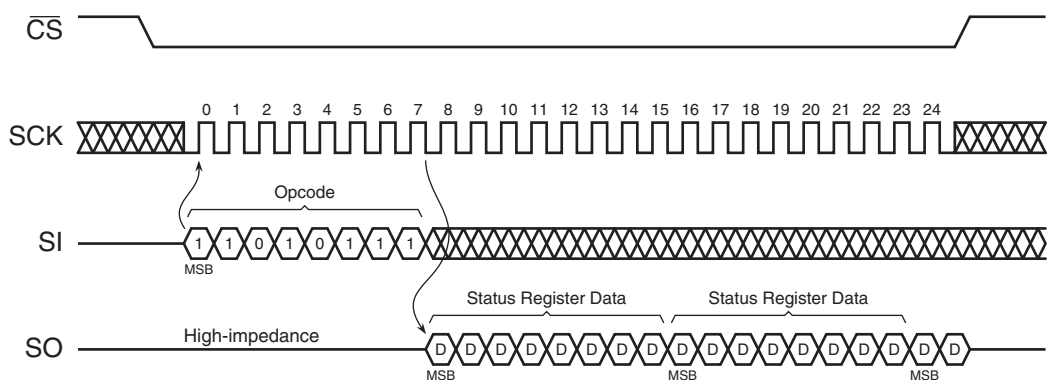 CS
SCK 0 1 2 3 4 5 6 7 8 9 10 11 12 13 14 15 16 17 18 19 20 21 22 23 24
Opcode
SI 1 1 0 1 0 1 1 1
MSB
Status Register Data Status Register Data
High-impedance
SO D D D D D D D D D D D D D D D D D D
MSB MSB MSB